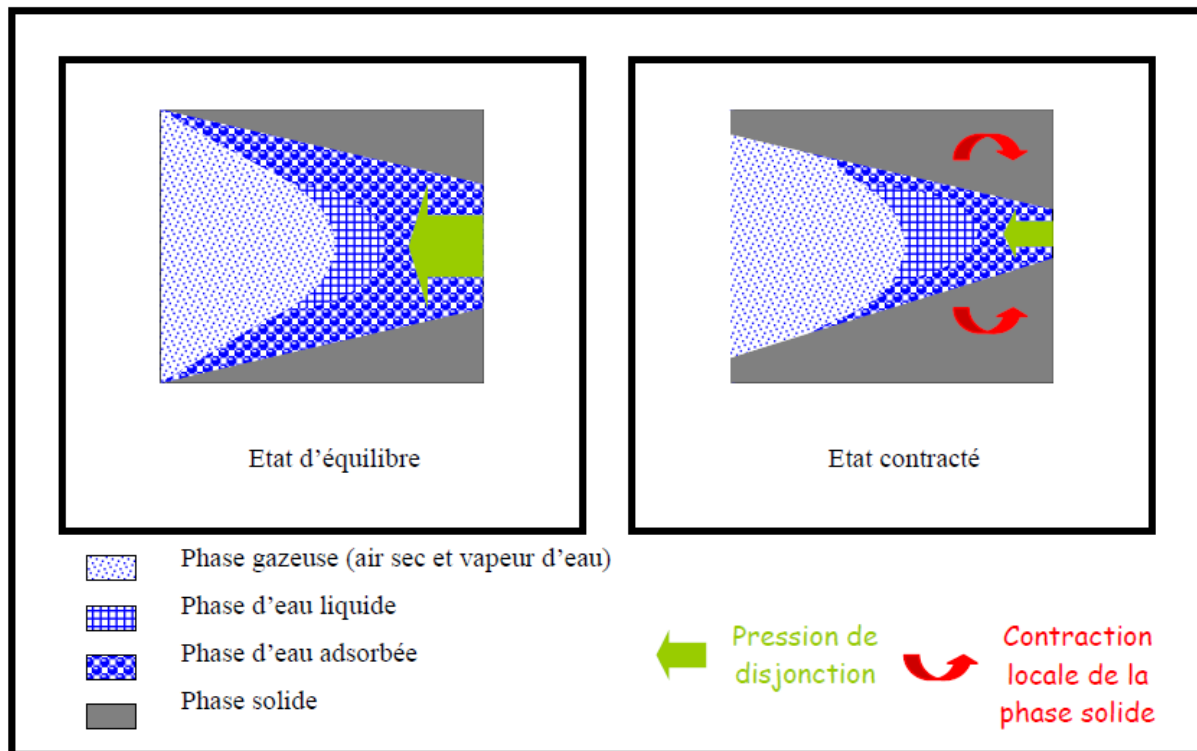 Etat d'équilibre
Etat contracté
Phase gazeuse (air sec et vapeur d'eau)
Phase d'eau liquide
Phase d'eau adsorbée
Phase solide
Pression de
disjonction
Contraction
locale de la
phase solide